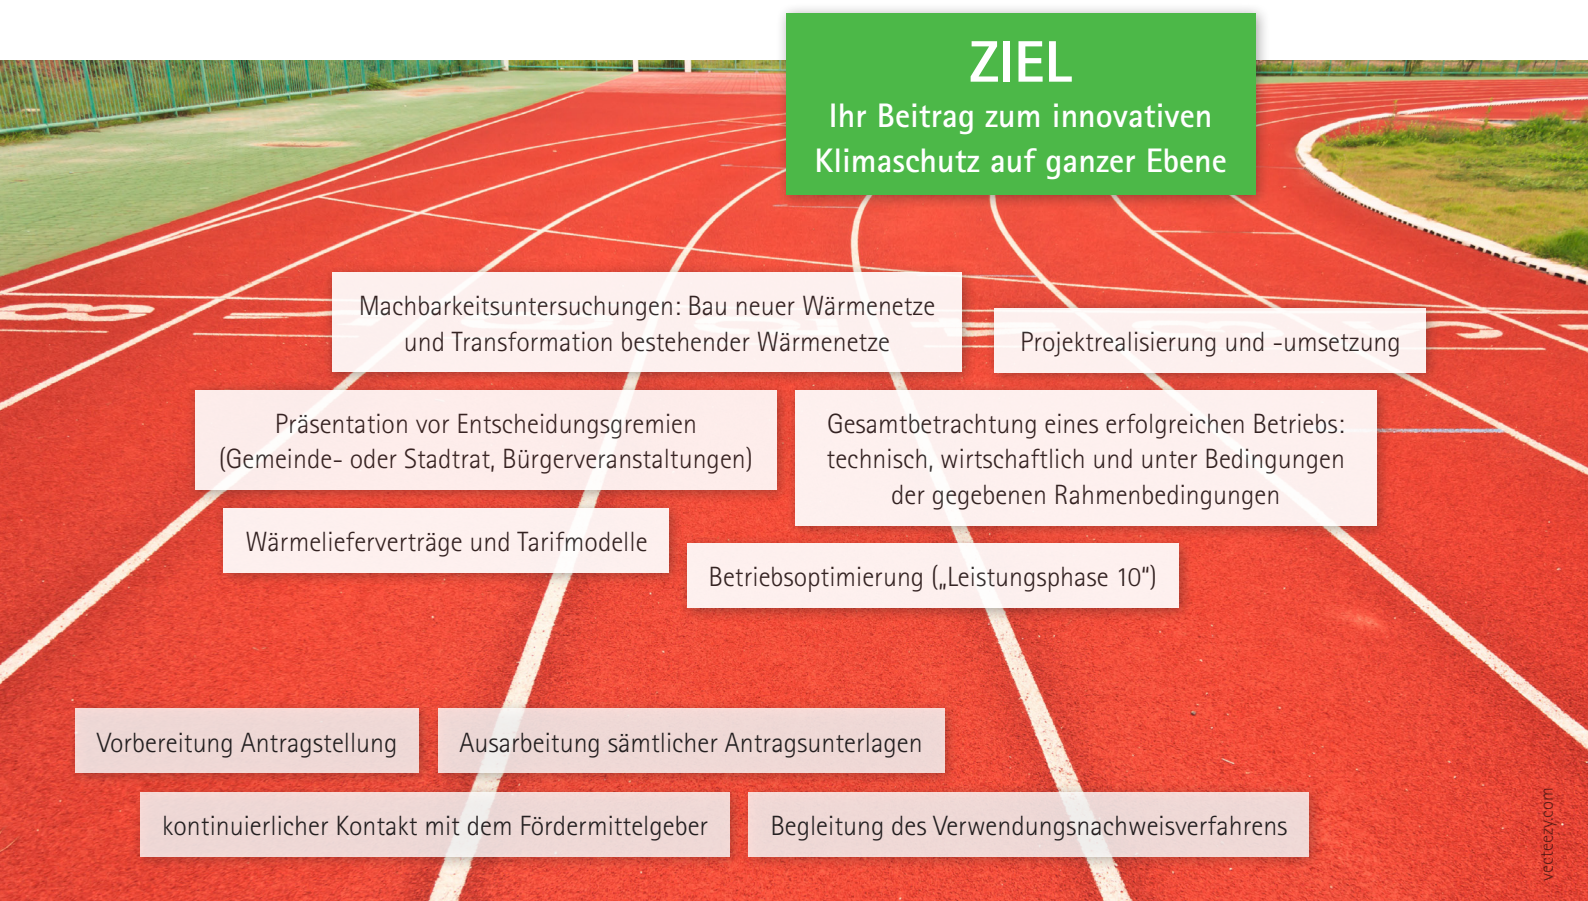 ZIEL
Ihr Beitrag zum innovativen
Klimaschutz auf ganzer Ebene
Machbarkeitsuntersuchungen: Bau neuer Wärmenetze
und Transformation bestehender Wärmenetze
Projektrealisierung und -umsetzung
Präsentation vor Entscheidungsgremien
(Gemeinde- oder Stadtrat, Bürgerveranstaltungen)
Gesamtbetrachtung eines erfolgreichen Betriebs:
technisch, wirtschaftlich und unter Bedingungen
der gegebenen Rahmenbedingungen
Wärmelieferverträge und Tarifmodelle
Betriebsoptimierung („Leistungsphase 10“)
Vorbereitung Antragstellung
Ausarbeitung sämtlicher Antragsunterlagen
kontinuierlicher Kontakt mit dem Fördermittelgeber
Begleitung des Verwendungsnachweisverfahrens
vecteezy.com